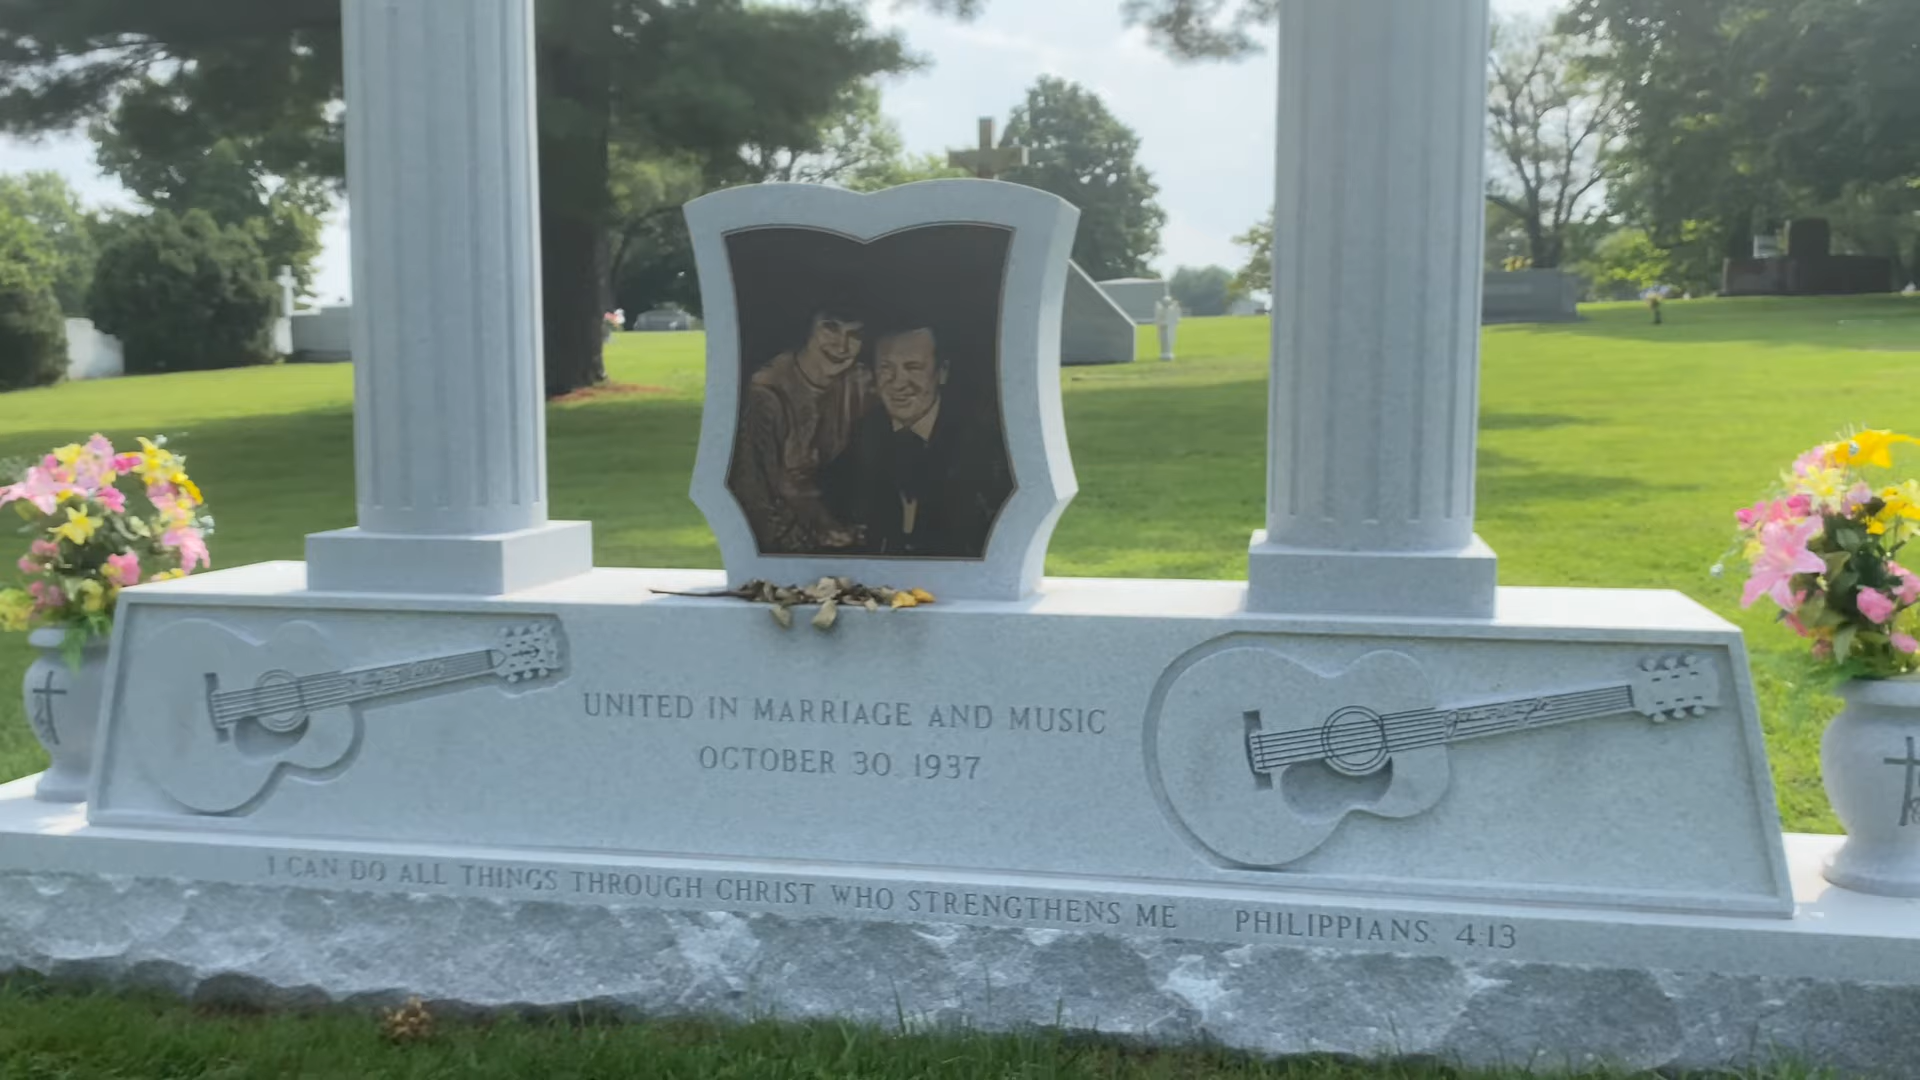 UNITED IN MARRIAGE AND MUSIC
OCTOBER 30, 1937
I CAN DO ALL THINGS THROUGH CHRIST WHO STRENGTHENS ME PHILIPPIANS: 4:13